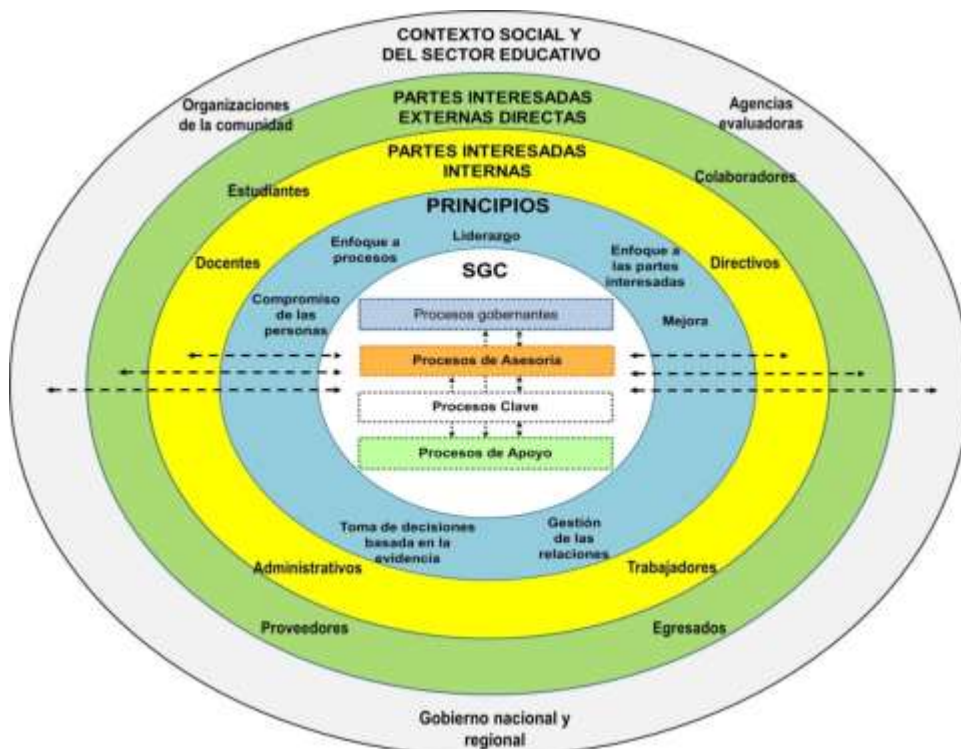 CONTEXTO SOCIAL Y
DEL SECTOR EDUCATIVO
Organizaciones
de la comunidad
Agencias
evaluadoras
PARTES INTERESADAS
EXTERNAS DIRECTAS
PARTES INTERESADAS
INTERNAS
Estudiantes
Colaboradores
PRINCIPIOS
Enfoque a
procesos
Liderazgo
Enfoque a
las partes
interesadas
Docentes
Directivos
SGC
Compromiso
de las
personas
Mejora
Procesos gobernantes
Procesos de Asesoría
Procesos Clave
Procesos de Apoyo
Toma de decisiones
basada en la
evidencia
Gestión
de las
relaciones
Administrativos
Trabajadores
Proveedores
Egresados
Gobierno nacional y
regional